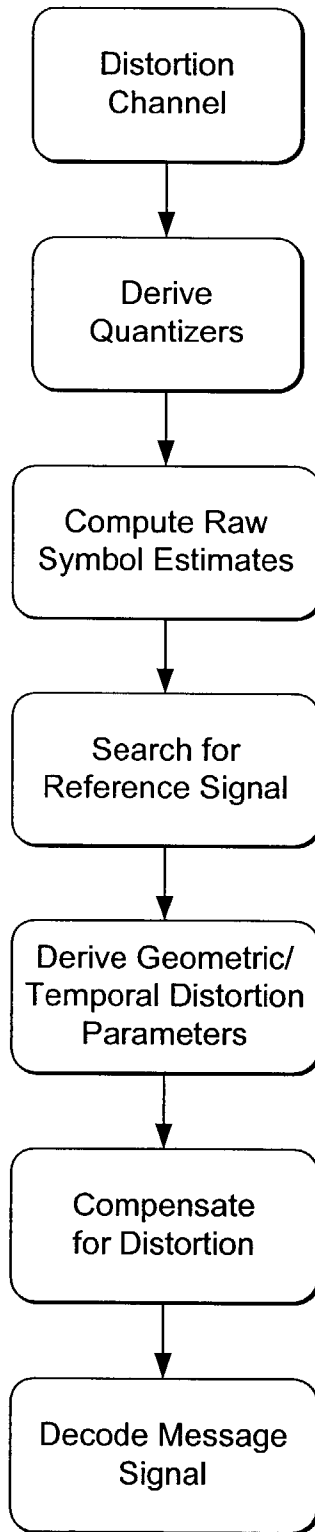 Distortion
Channel
Derive
Quantizers
Compute Raw
Symbol Estimates
Search for
Reference Signal
Derive Geometric/
Temporal Distortion
Parameters
Compensate
for Distortion
Decode Message
Signal